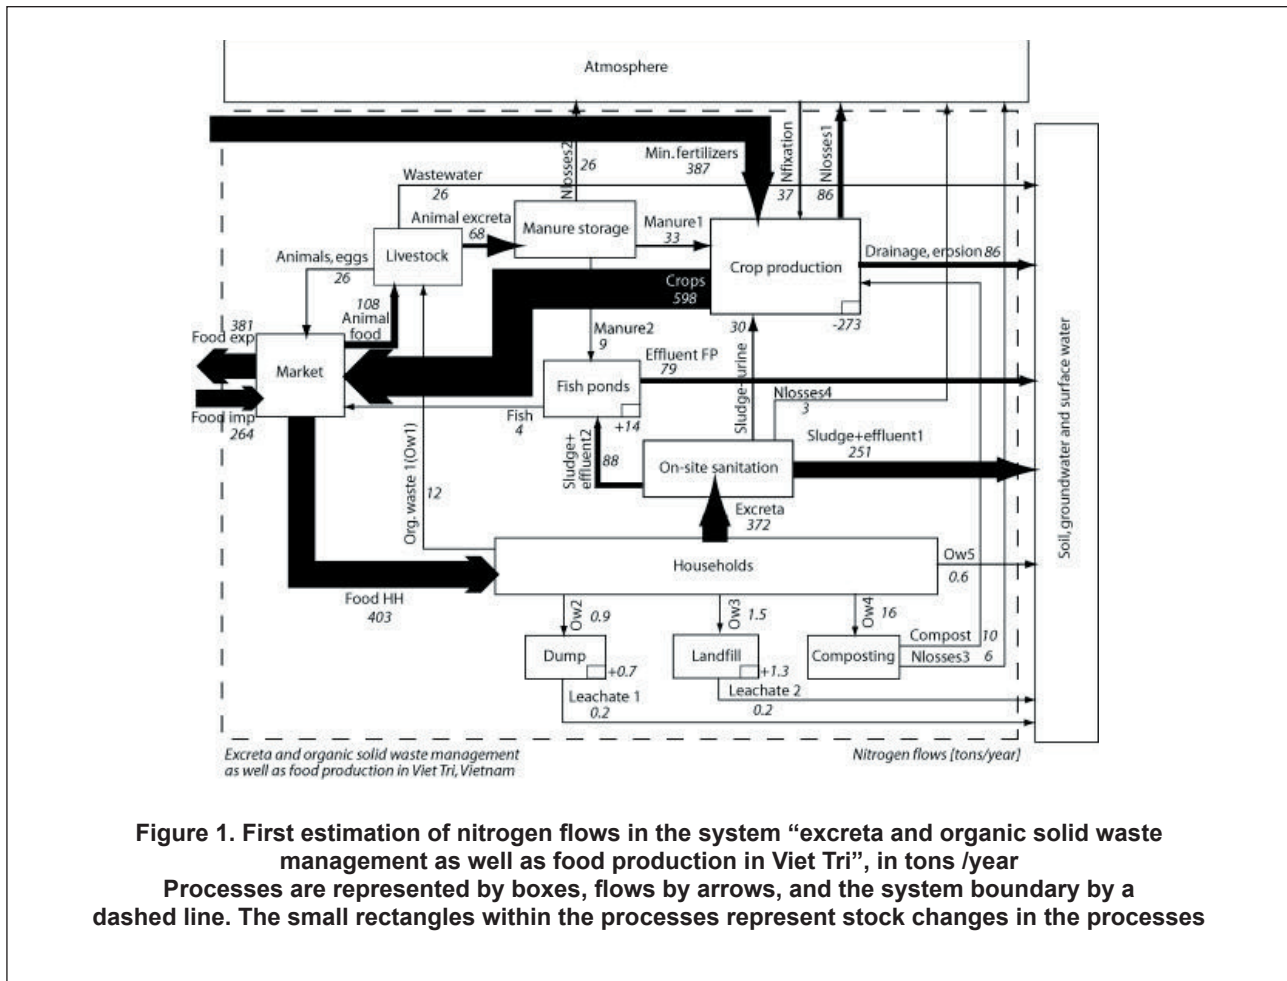 Atmosphere
Min. fertilizers
387
Nlosses2
26
Nfixation
37
Nlosses1
86
Wastewater
26
Animal excreta
68
Manure storage
Manure1
33
Animals, eggs
26
Livestock
Crop production
Drainage, erosion 86
Crops
598
-273
30
381
Food exp
108
Animal
food
Market
Manure2
9
Effluent FP
79
Fish ponds
+14
Sludge+urine
Nlosses4
3
Food imp
264
Fish
4
Sludge+
effluent2
88
Sludge+effluent1
251
On-site sanitation
Org. waste 1(Ow1)
12
Excreta
372
Households
Ow5
0.6
Food HH
403
Ow2
0.9
Ow3
1.5
Ow4
16
Dump
+0.7
Landfill
+1.3
Composting
Compost 10
Nlosses3 6
Leachate 1
0.2
Leachate 2
0.2
Soil, groundwater and surface water
Excreta and organic solid waste management
as well as food production in Viet Tri, Vietnam
Nitrogen flows [tons/year]
Figure 1. First estimation of nitrogen flows in the system “excreta and organic solid waste
management as well as food production in Viet Tri”, in tons /year
Processes are represented by boxes, flows by arrows, and the system boundary by a
dashed line. The small rectangles within the processes represent stock changes in the processes